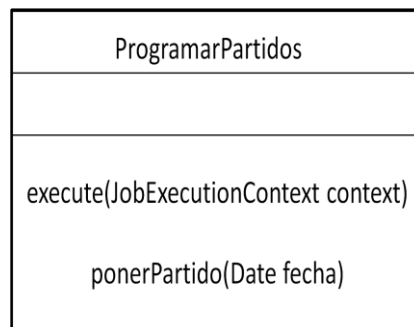 ProgramarPartidos
execute(JobExecutionContext context)
ponerPartido(Date fecha)